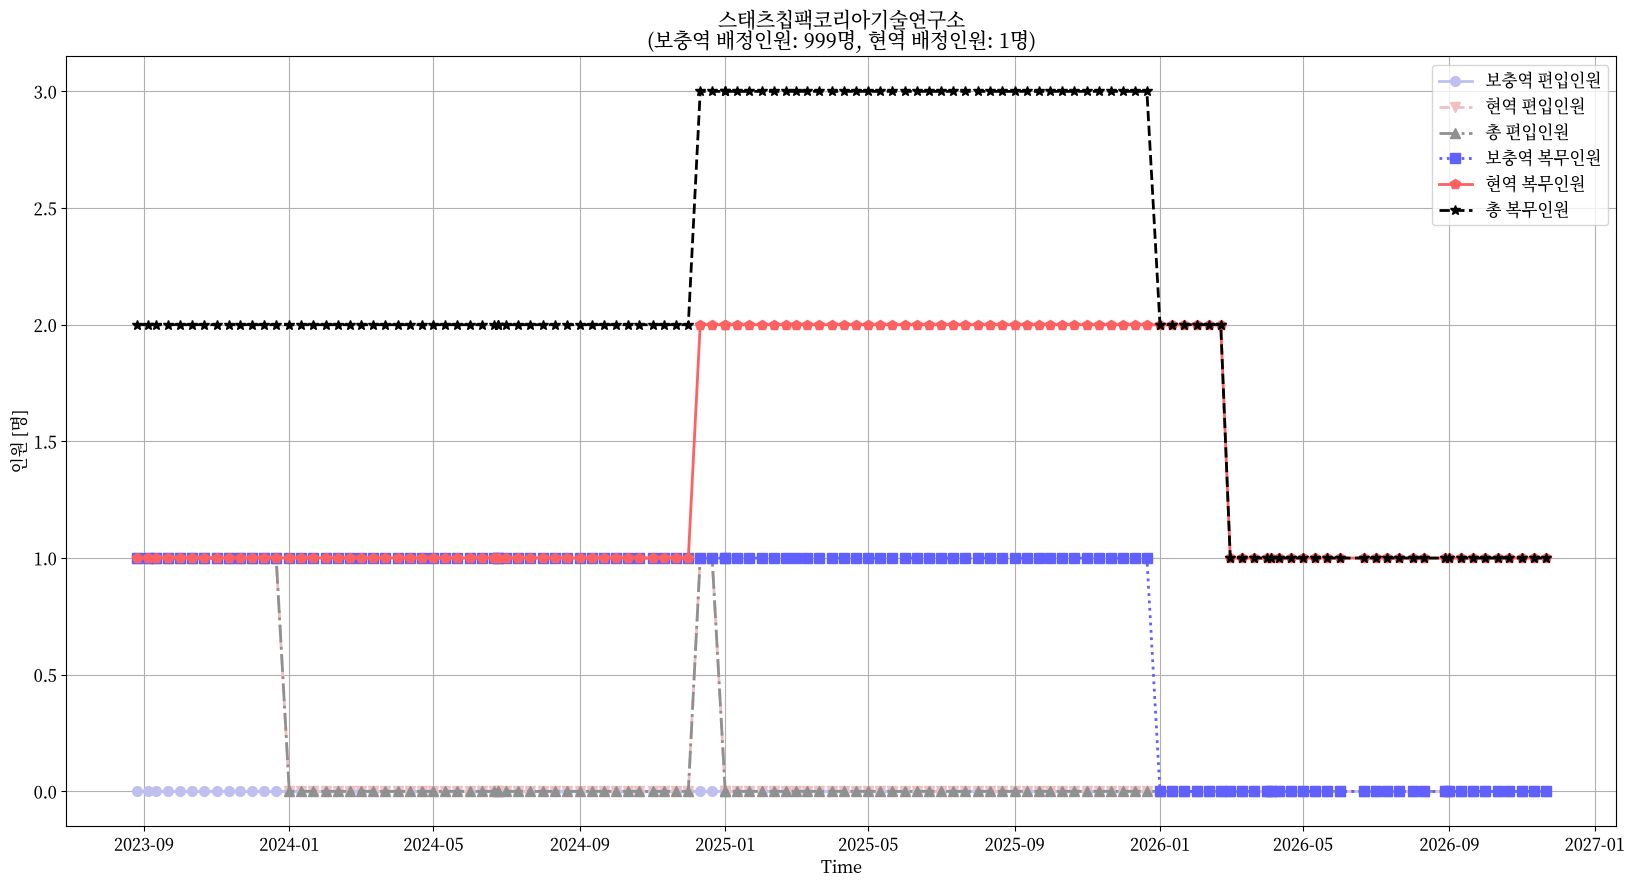 스태츠칩팩코리아기술연구소
(보충역 배정인원: 999명, 현역 배정인원: 1명)
보충역 편입인원
현역 편입인원
총 편입인원
보충역 복무인원
현역 복무인원
총 복무인원
인원 [명]
3.0
2.5
2.0
1.5
1.0
0.5
0.0
2023-09
2024-01
2024-05
2024-09
2025-01
2025-05
2025-09
2026-01
2026-05
2026-09
2027-01
Time